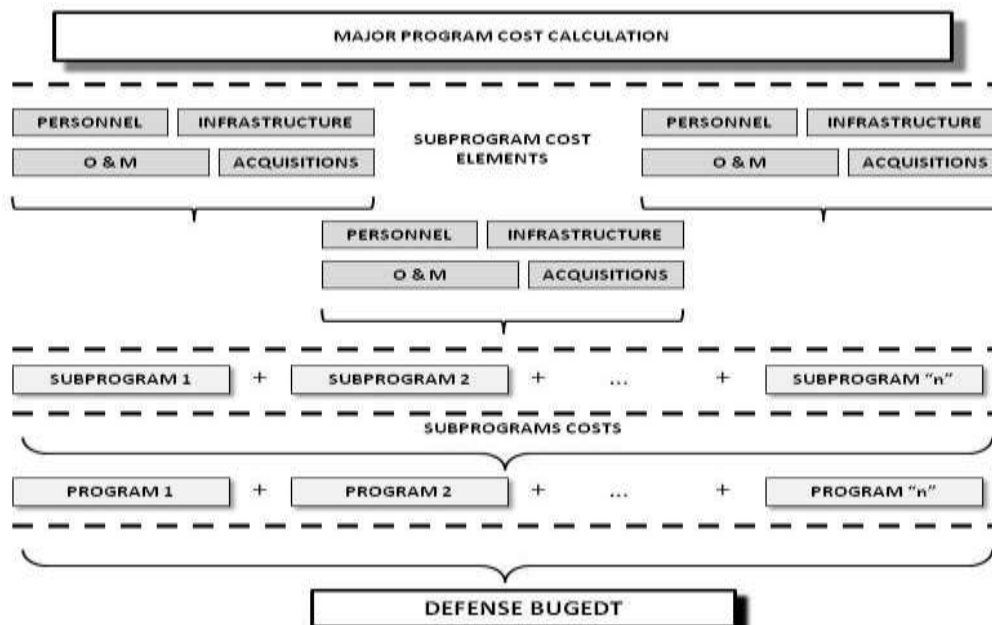 MAJOR PROGRAM COST CALCULATION
PERSONNEL INFRASTRUCTURE
O & M ACQUISITIONS
SUBPROGRAM COST
ELEMENTS
PERSONNEL INFRASTRUCTURE
O & M ACQUISITIONS
PERSONNEL INFRASTRUCTURE
O & M ACQUISITIONS
SUBPROGRAM 1 + SUBPROGRAM 2 + ... + SUBPROGRAM “n”
SUBPROGRAMS COSTS
PROGRAM 1 + PROGRAM 2 + ... + PROGRAM “n”
DEFENSE BUGEDT